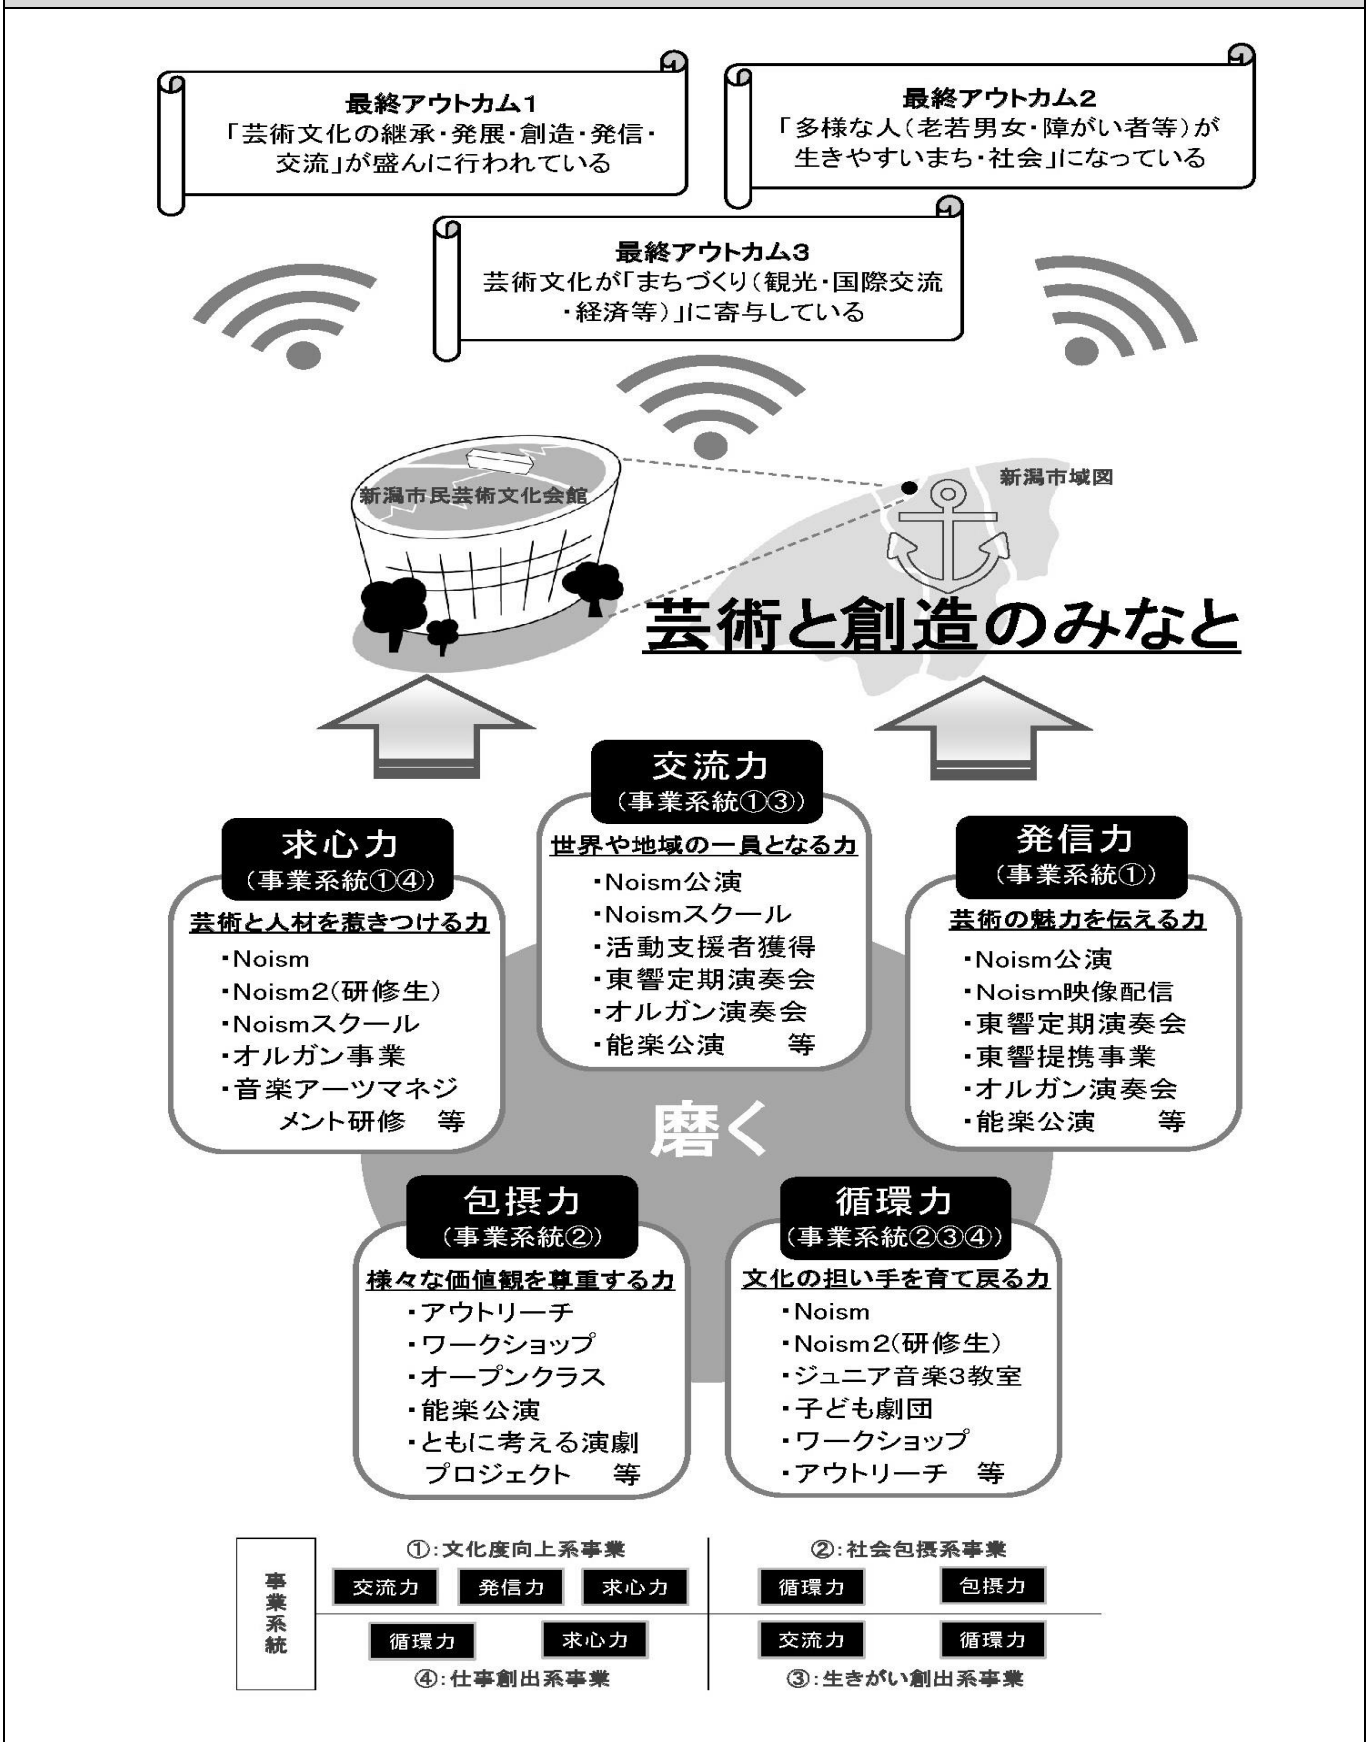 最終アウトカム1
「芸術文化の継承・発展・創造・発信・
交流」が盛んに行われている
最終アウトカム2
「多様な人(老若男女・障がい者等)が
生きやすいまち・社会」になっている
最終アウトカム3
芸術文化が「まちづくり(観光・国際交流
・経済等)」に寄与している
新潟市民芸術文化会館
新潟市域図
芸術と創造のみなと
交流力
(事業系統①③)
世界や地域の一員となる力
・Noism公演
・Noismスクール
・活動支援者獲得
・東響定期演奏会
・オルガン演奏会
・能楽公演 等
求心力
(事業系統①④)
芸術と人材を惹きつける力
・Noism
・Noism2(研修生)
・Noismスクール
・オルガン事業
・音楽アーツマネジ
メント研修 等
発信力
(事業系統①)
芸術の魅力を伝える力
・Noism公演
・Noism映像配信
・東響定期演奏会
・東響提携事業
・オルガン演奏会
・能楽公演 等
磨く
包摂力
(事業系統②)
様々な価値観を尊重する力
・アウトリーチ
・ワークショップ
・オープンクラス
・能楽公演
・ともに考える演劇
プロジェクト 等
循環力
(事業系統②③④)
文化の担い手を育て戻る力
・Noism
・Noism2(研修生)
・ジュニア音楽3教室
・子ども劇団
・ワークショップ
・アウトリーチ 等
事業系統
①:文化度向上系事業
交流力 発信力 求心力
②:社会包摂系事業
循環力 包摂力
循環力 求心力
④:仕事創出系事業
交流力 循環力
③:生きがい創出系事業